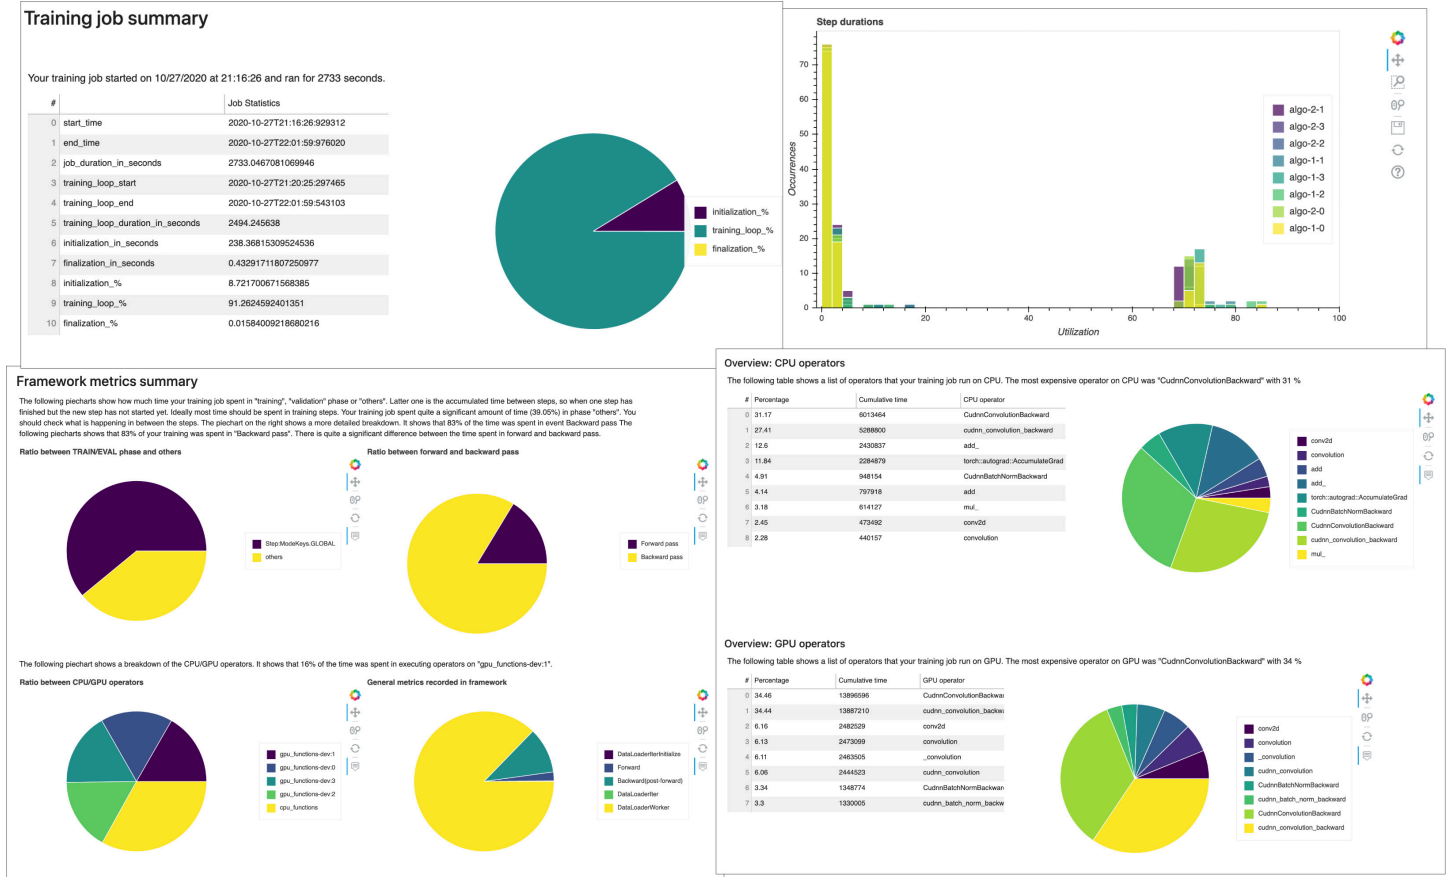 Training job summary
Your training job started on 10/27/2020 at 21:16:26 and ran for 2733 seconds.
# Job Statistics
0 start_time 2020-10-27T21:16:26:929312
1 end_time 2020-10-27T22:01:59:976020
2 job_duration_in_seconds 2733.0467081069946
3 training_loop_start 2020-10-27T21:20:25:297465
4 training_loop_end 2020-10-27T22:01:59:543103
5 training_loop_duration_in_seconds 2494.245638
6 initialization_in_seconds 238.36815309524536
7 finalization_in_seconds 0.43291711807250977
8 initialization_% 8.721700671568385
9 training_loop_% 91.2624592401351
10 finalization_% 0.01584009218680216
initialization_%
training_loop_%
finalization_%
Step durations
Occurrences
70
60
50
40
30
20
10
0
0 20 40 60 80 100
Utilization
algo-2-1
algo-2-3
algo-2-2
algo-1-1
algo-1-3
algo-1-2
algo-2-0
algo-1-0
Framework metrics summary
The following piechart show how much time your training job spent in "training", "validation" phase or "others". Latter one is the accumulated time between steps, so when one step has
finished but the new step has not started yet. Ideally most time should be spent in training steps. Your training job spent quite a significant amount of time (39.05%) in phase "others". You
should check what is happening in between the steps. The piechart on the right shows a more detailed breakdown. It shows that 83% of the time was spent in event Backward pass The
following piecharts shows that 83% of your training was spent in "Backward pass". There is quite a significant difference between the time spent in forward and backward pass.
Ratio between TRAIN/EVAL phase and others
Step:ModeKeys.GLOBAL
others
Ratio between forward and backward pass
Forward pass
Backward pass
The following piechart shows a breakdown of the CPU/GPU operators. It shows that 16% of the time was spent in executing operators on "gpu_functions-dev:1".
Ratio between CPU/GPU operators
gpu_functions-dev:1
gpu_functions-dev:0
gpu_functions-dev:3
gpu_functions-dev:2
cpu_functions
General metrics recorded in framework
DataLoaderIterInitialize
Forward
Backward(post-forward)
DataLoaderIter
DataLoaderWorker
Overview: CPU operators
The following table shows a list of operators that your training job run on CPU. The most expensive operator on CPU was "CudnnConvolutionBackward" with 31 %
# Percentage Cumulative time CPU operator
0 31.17 6013464 CudnnConvolutionBackward
1 27.41 5288800 cudnn_convolution_backward
2 12.6 2430837 add_
3 11.84 2284879 torch::autograd::AccumulateGrad
4 4.91 948154 CudnnBatchNormBackward
5 4.14 797918 add
6 3.18 614127 mul_
7 2.45 473492 conv2d
8 2.28 440157 convolution
conv2d
convolution
add
add_
torch::autograd::AccumulateGrad
CudnnBatchNormBackward
CudnnConvolutionBackward
cudnn_convolution_backward
mul_
Overview: GPU operators
The following table shows a list of operators that your training job run on GPU. The most expensive operator on GPU was "CudnnConvolutionBackward" with 34 %
# Percentage Cumulative time GPU operator
0 34.46 13896596 CudnnConvolutionBackwar
1 34.44 13887210 cudnn_convolution_backwa
2 6.16 2482529 conv2d
3 6.13 2473099 convolution
4 6.11 2463505 _convolution
5 6.06 2444523 cudnn_convolution
6 3.34 1348774 CudnnBatchNormBackwar
7 3.3 1330005 cudnn_batch_norm_backw
conv2d
convolution
_convolution
cudnn_convolution
CudnnBatchNormBackward
cudnn_batch_norm_backward
CudnnConvolutionBackward
cudnn_convolution_backward